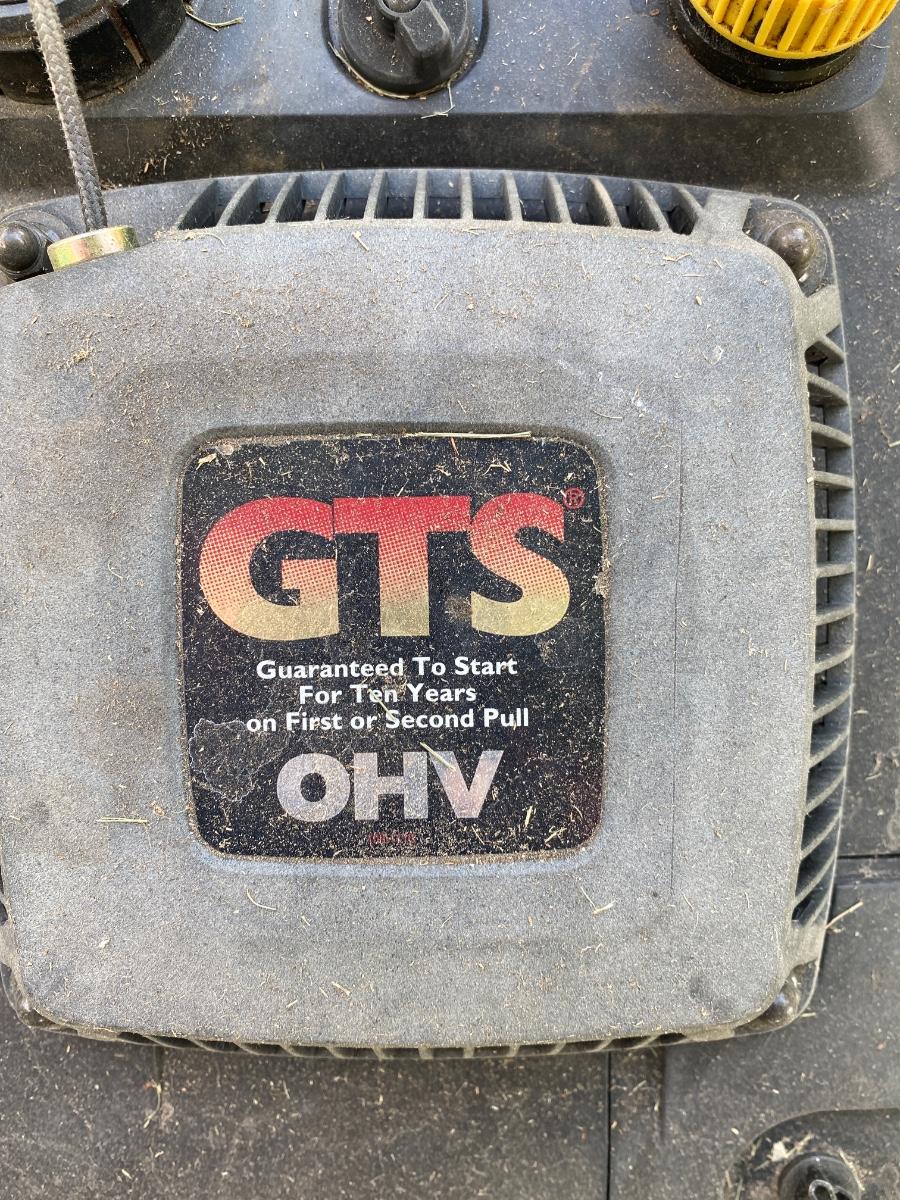 GTS®
Guaranteed To Start
For Ten Years
on First or Second Pull
OHV